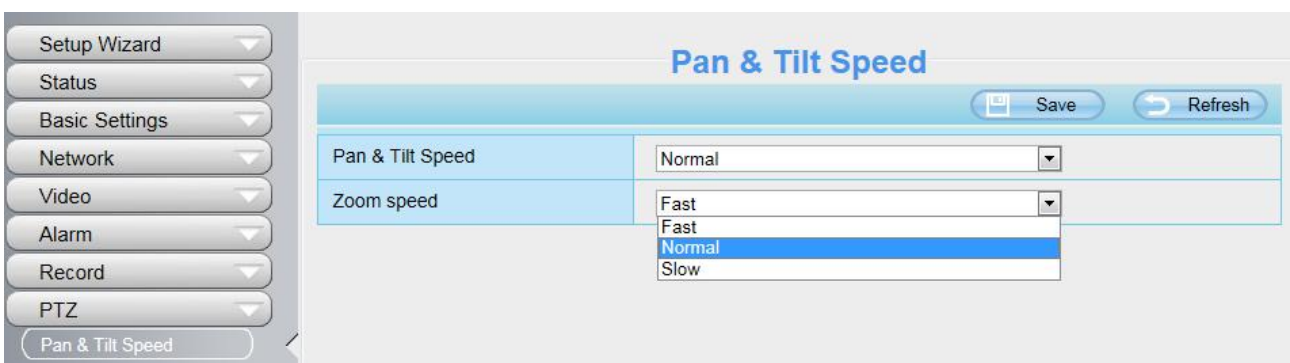 Setup Wizard
Status
Basic Settings
Network
Video
Alarm
Record
PTZ
Pan & Tilt Speed
Pan & Tilt Speed
Save Refresh
Pan & Tilt Speed Normal
Zoom speed Fast
Fast
Normal
Slow